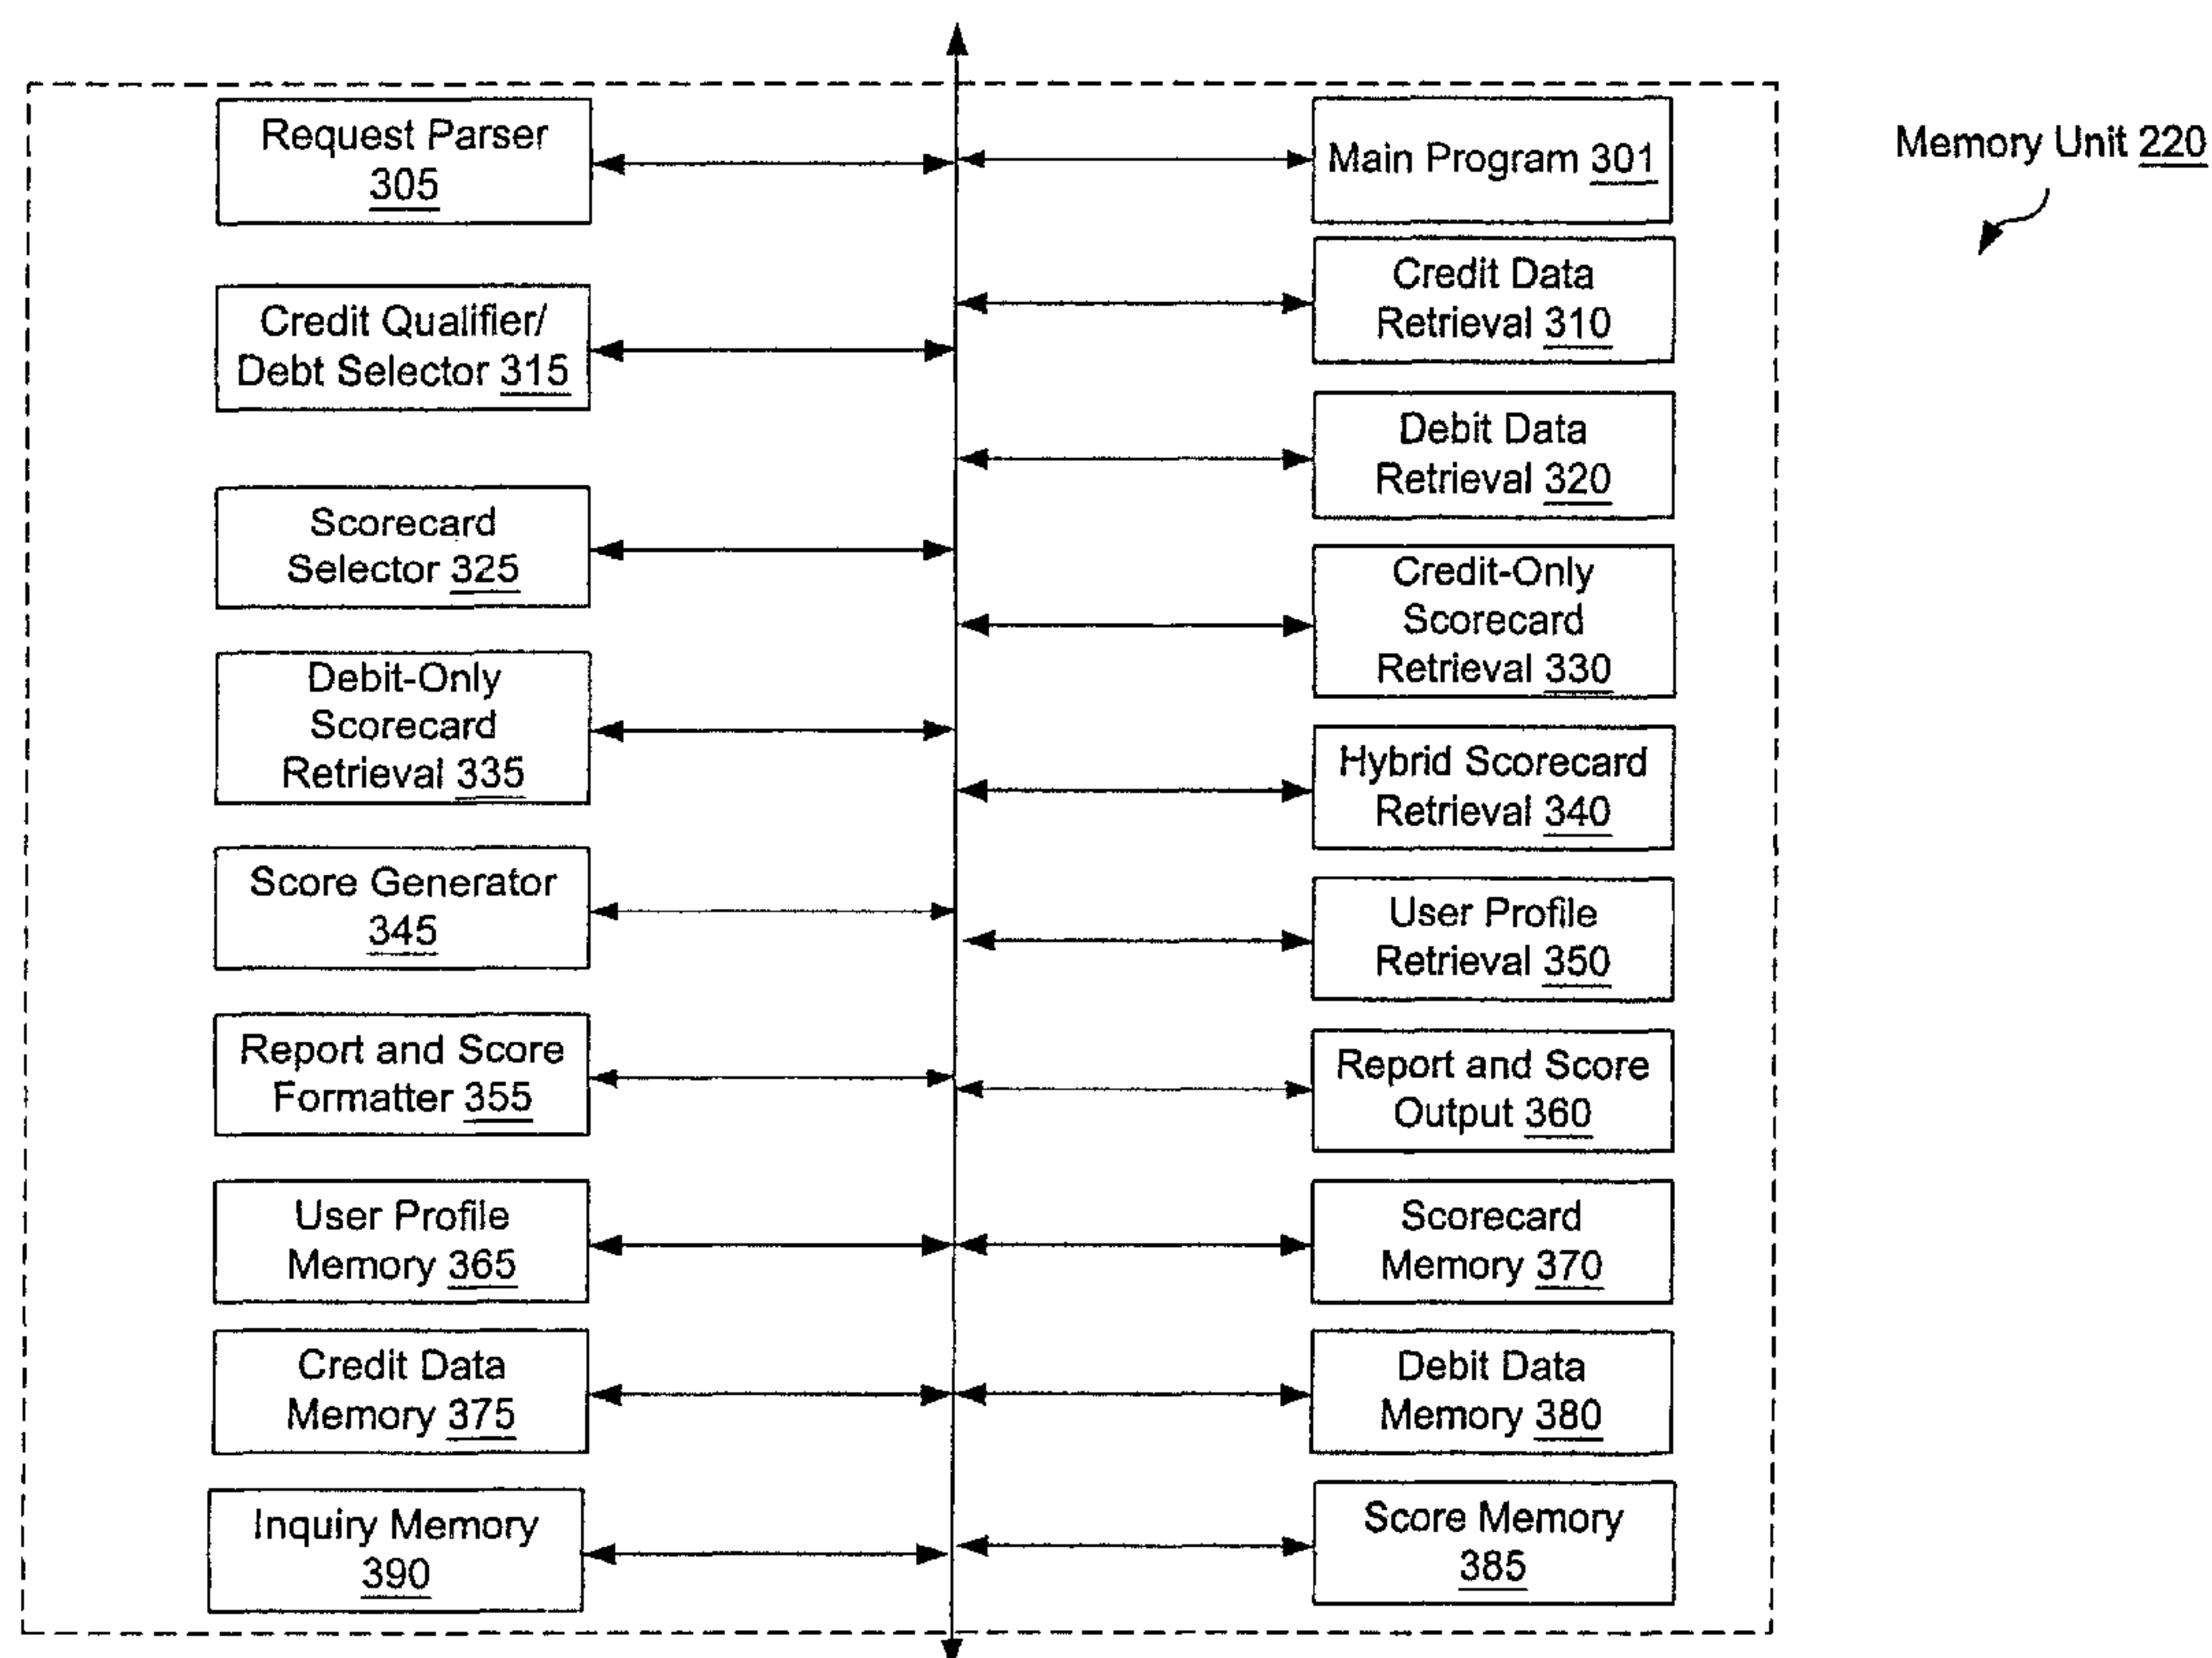 Request Parser
305
Main Program 301
Memory Unit 220
Credit Data
Retrieval 310
Credit Qualifier/
Debt Selector 315
Debit Data
Retrieval 320
Scorecard
Selector 325
Credit-Only
Scorecard
Retrieval 330
Debit-Only
Scorecard
Retrieval 335
Hybrid Scorecard
Retrieval 340
Score Generator
345
User Profile
Retrieval 350
Report and Score
Formatter 355
Report and Score
Output 360
User Profile
Memory 365
Scorecard
Memory 370
Credit Data
Memory 375
Debit Data
Memory 380
Inquiry Memory
390
Score Memory
385